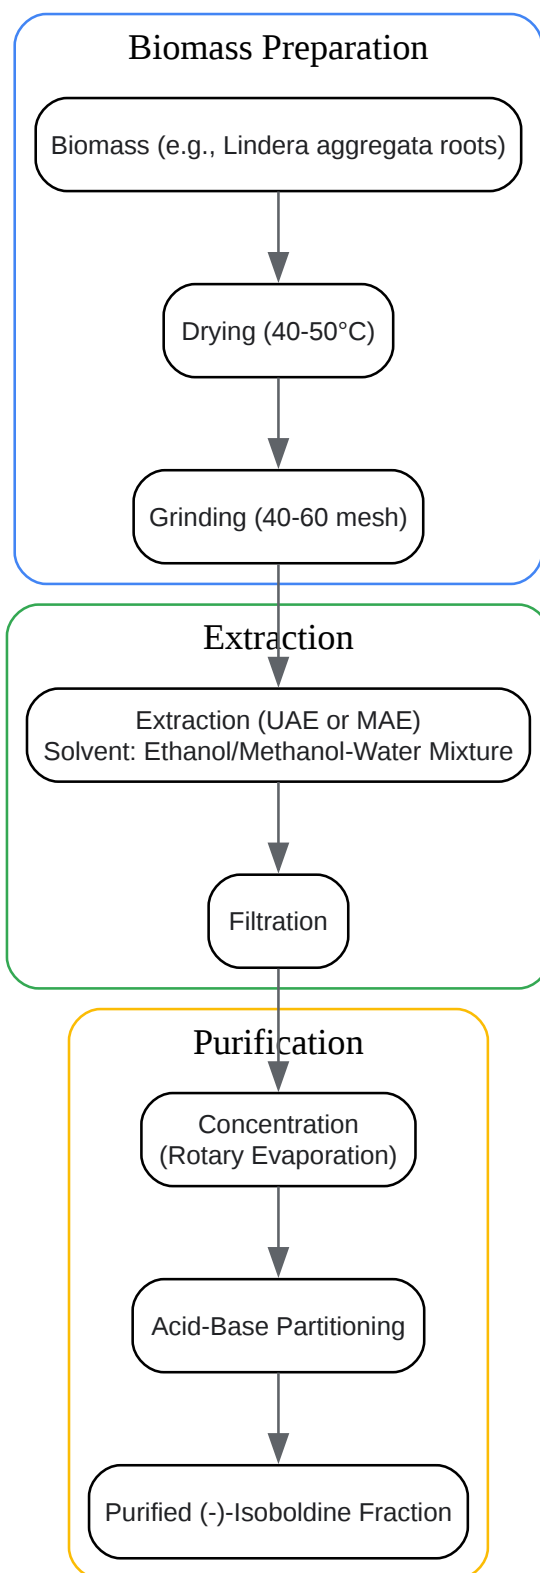 Biomass Preparation
Biomass (e.g., Lindera aggregata roots)
Drying (40-50°C)
Grinding (40-60 mesh)
Extraction
Extraction (UAE or MAE)
Solvent: Ethanol/Methanol-Water Mixture
Filtration
Purification
Concentration
(Rotary Evaporation)
Acid-Base Partitioning
Purified (-)-Isoboldine Fraction